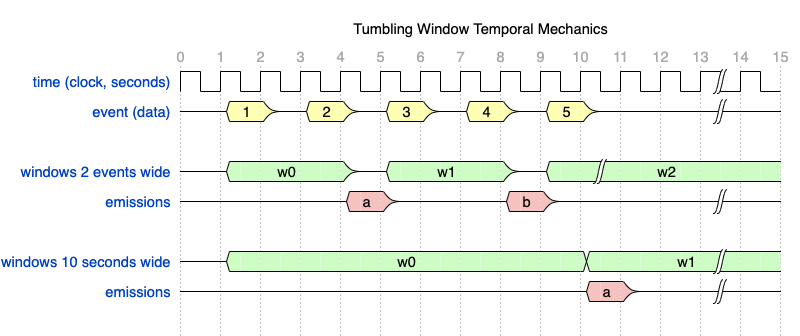 Tumbling Window Temporal Mechanics
0 1 2 3 4 5 6 7 8 9 10 11 12 13 14 15
time (clock, seconds)
event (data) 1 2 3 4 5
windows 2 events wide w0 w1 w2
emissions a b
windows 10 seconds wide w0 w1
emissions a